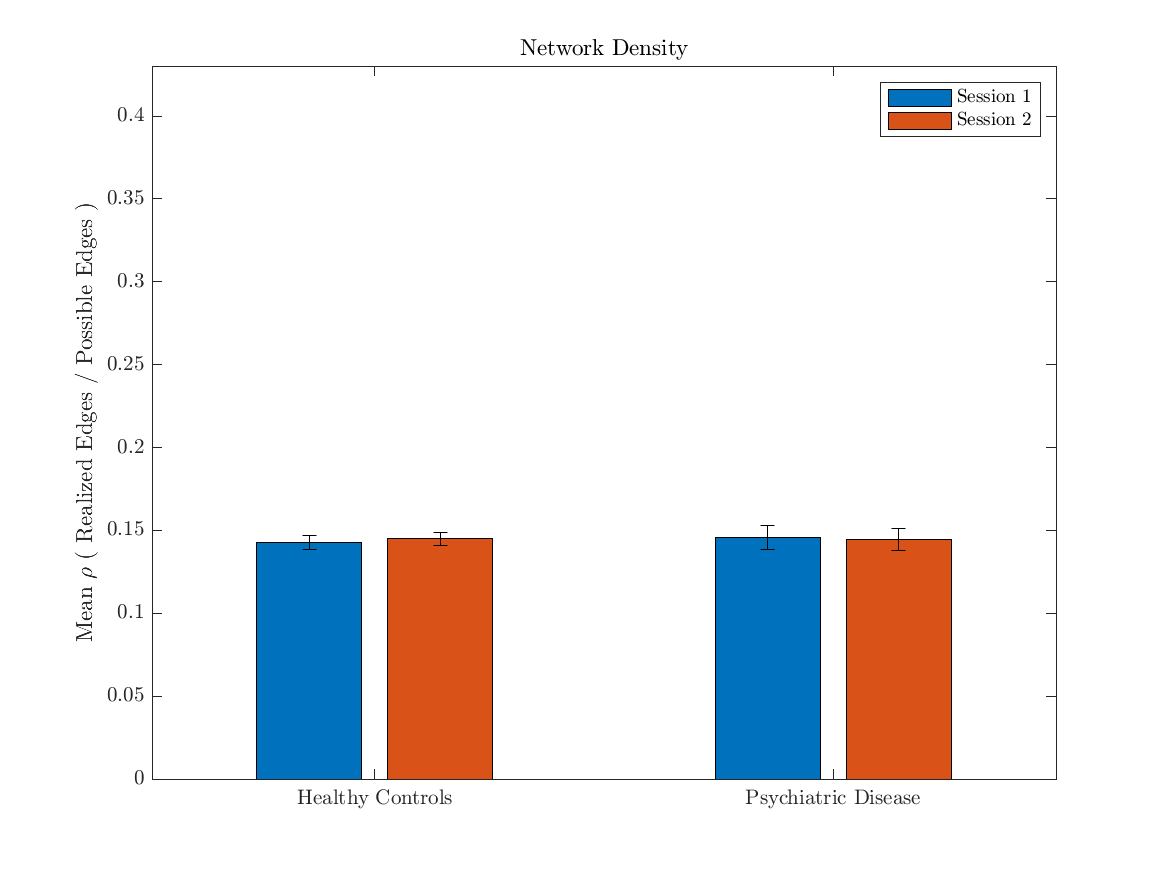 Network Density
Session 1
Session 2
0.4
0.35
0.3
0.25
0.2
0.15
0.1
0.05
0
Mean ρ ( Realized Edges / Possible Edges )
Healthy Controls
Psychiatric Disease